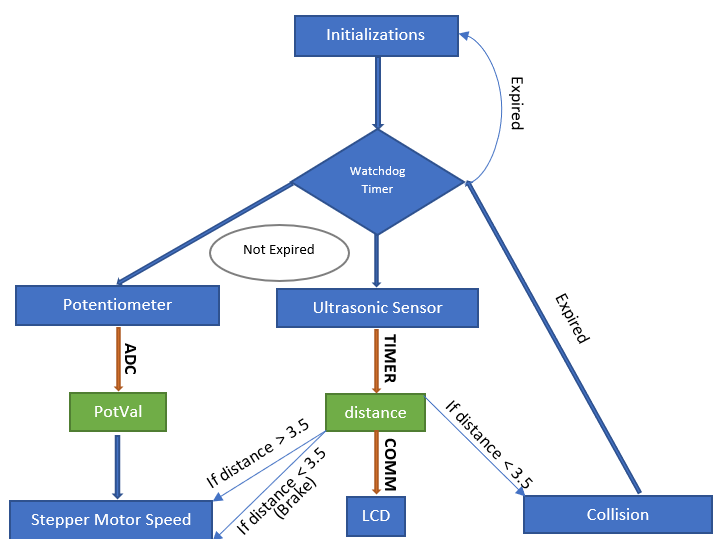 Initializations
Expired
Watchdog
Timer
Not Expired
Potentiometer
Ultrasonic Sensor
Expired
ADC
TIMER
PotVal
distance
If distance > 3.5
If distance < 3.5
(Brake)
COMM
If distance < 3.5
Stepper Motor Speed
LCD
Collision